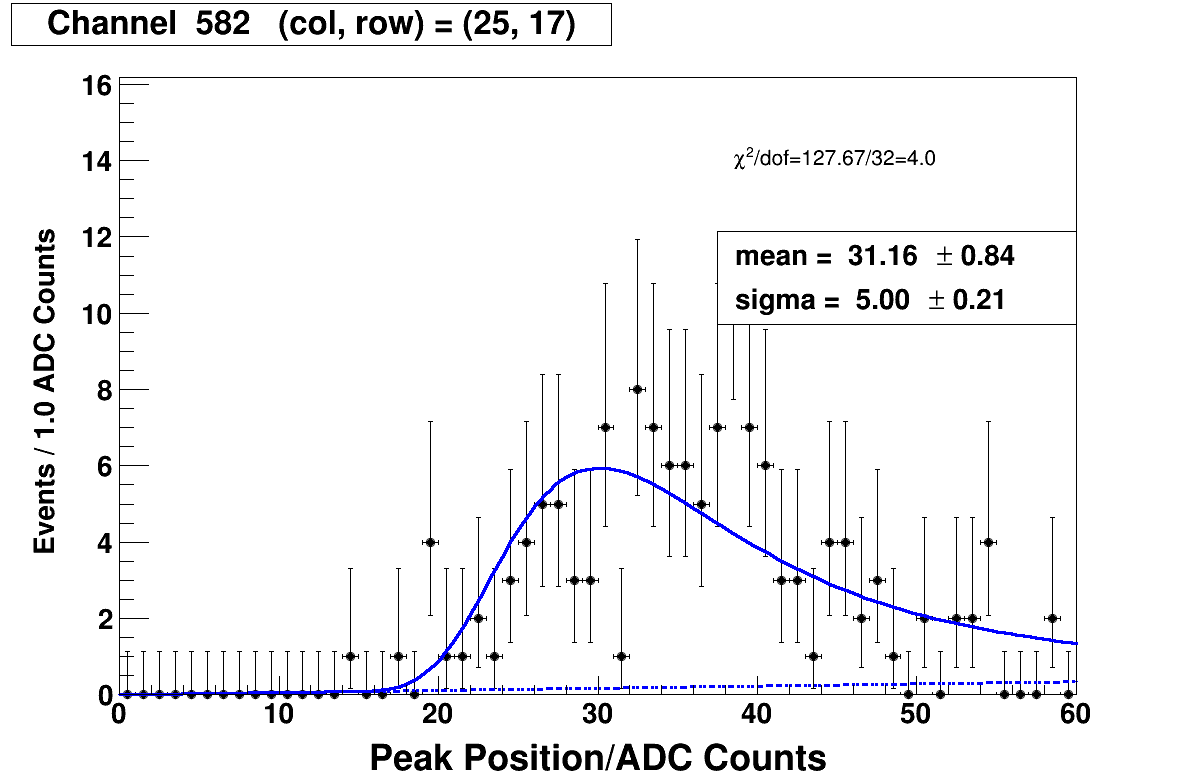 Channel 582 (col, row) = (25, 17)
16
14
12
10
8
6
4
2
0
Events / 1.0 ADC Counts
χ²/dof=127.67/32=4.0
mean = 31.16 ± 0.84
sigma = 5.00 ± 0.21
0 10 20 30 40 50 60
Peak Position/ADC Counts